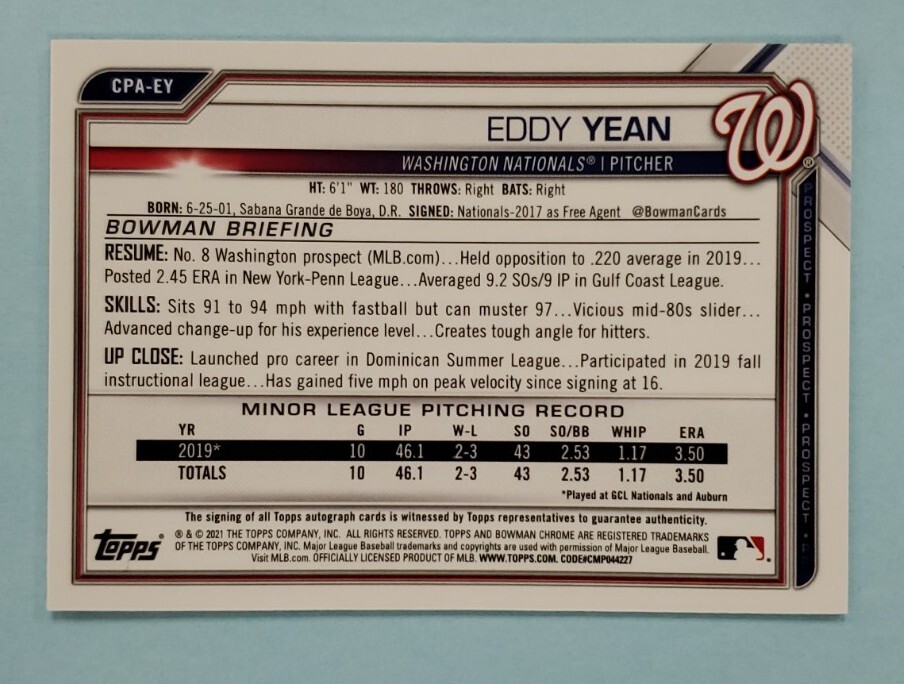 CPA-EY
EDDY YEAN
W®
WASHINGTON NATIONALS® | PITCHER
HT: 6'1" WT: 180 THROWS: Right BATS: Right
BORN: 6-25-01, Sabana Grande de Boya, D.R. SIGNED: Nationals-2017 as Free Agent @BowmanCards
BOWMAN BRIEFING
RESUME: No. 8 Washington prospect (MLB.com)...Held opposition to .220 average in 2019...
Posted 2.45 ERA in New York-Penn League...Averaged 9.2 SOs/9 IP in Gulf Coast League.
SKILLS: Sits 91 to 94 mph with fastball but can muster 97...Vicious mid-80s slider...
Advanced change-up for his experience level...Creates tough angle for hitters.
UP CLOSE: Launched pro career in Dominican Summer League...Participated in 2019 fall
instructional league...Has gained five mph on peak velocity since signing at 16.
MINOR LEAGUE PITCHING RECORD
YR G IP W-L SO SO/BB WHIP ERA
2019* 10 46.1 2-3 43 2.53 1.17 3.50
TOTALS 10 46.1 2-3 43 2.53 1.17 3.50
*Played at GCL Nationals and Auburn
The signing of all Topps autograph cards is witnessed by Topps representatives to guarantee authenticity.
Topps®
® & © 2021 THE TOPPS COMPANY, INC. ALL RIGHTS RESERVED. TOPPS AND BOWMAN CHROME ARE REGISTERED TRADEMARKS
OF THE TOPPS COMPANY, INC. Major League Baseball trademarks and copyrights are used with permission of Major League Baseball.
Visit MLB.com. OFFICIALLY LICENSED PRODUCT OF MLB. WWW.TOPPS.COM. CODE#CMP044227
PROSPECT • PROSPECT • PROSPECT • P